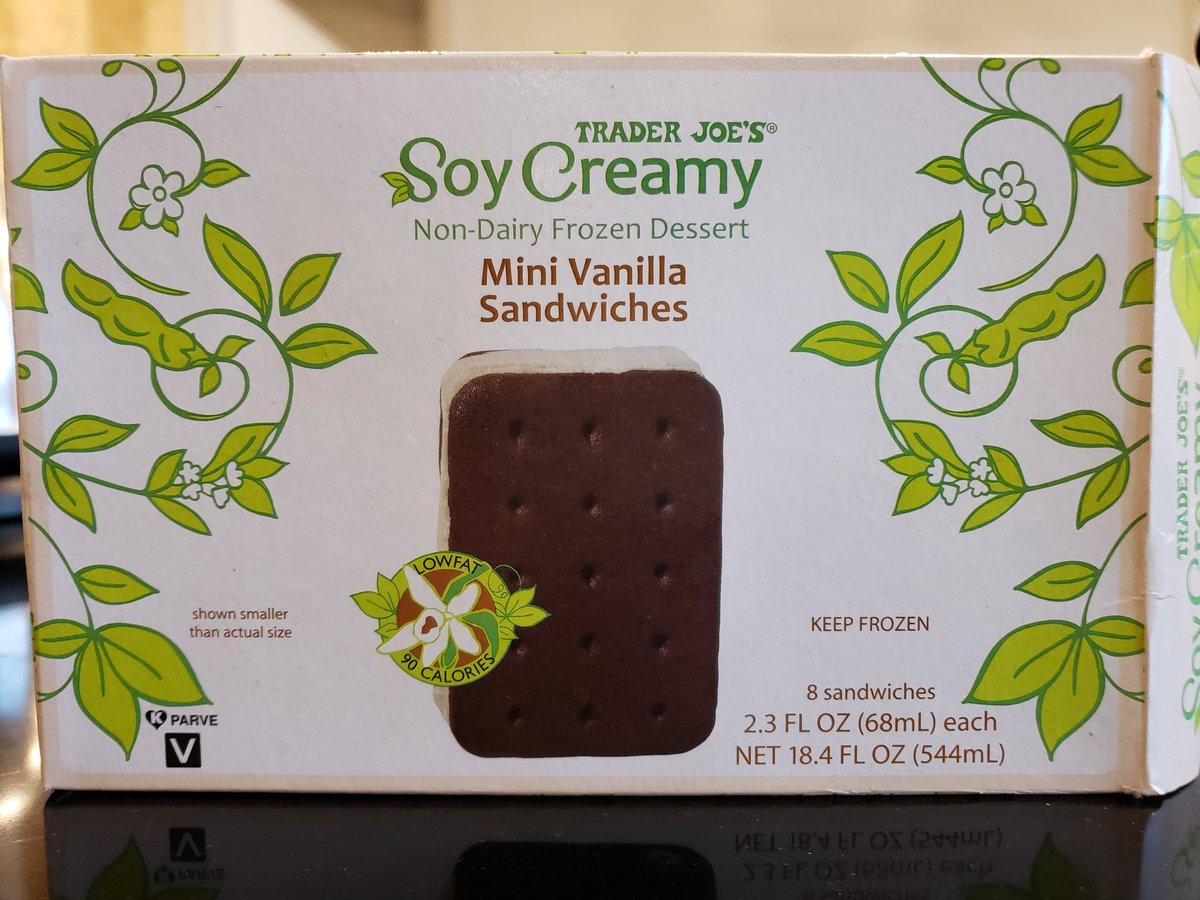 TRADER JOE'S®
Soy Creamy
Non-Dairy Frozen Dessert
Mini Vanilla
Sandwiches
LOWFAT
90 CALORIES
shown smaller
than actual size
K PARVE
V
KEEP FROZEN
8 sandwiches
2.3 FL OZ (68mL) each
NET 18.4 FL OZ (544mL)
TRADER JOE'S®
Soy Creamy